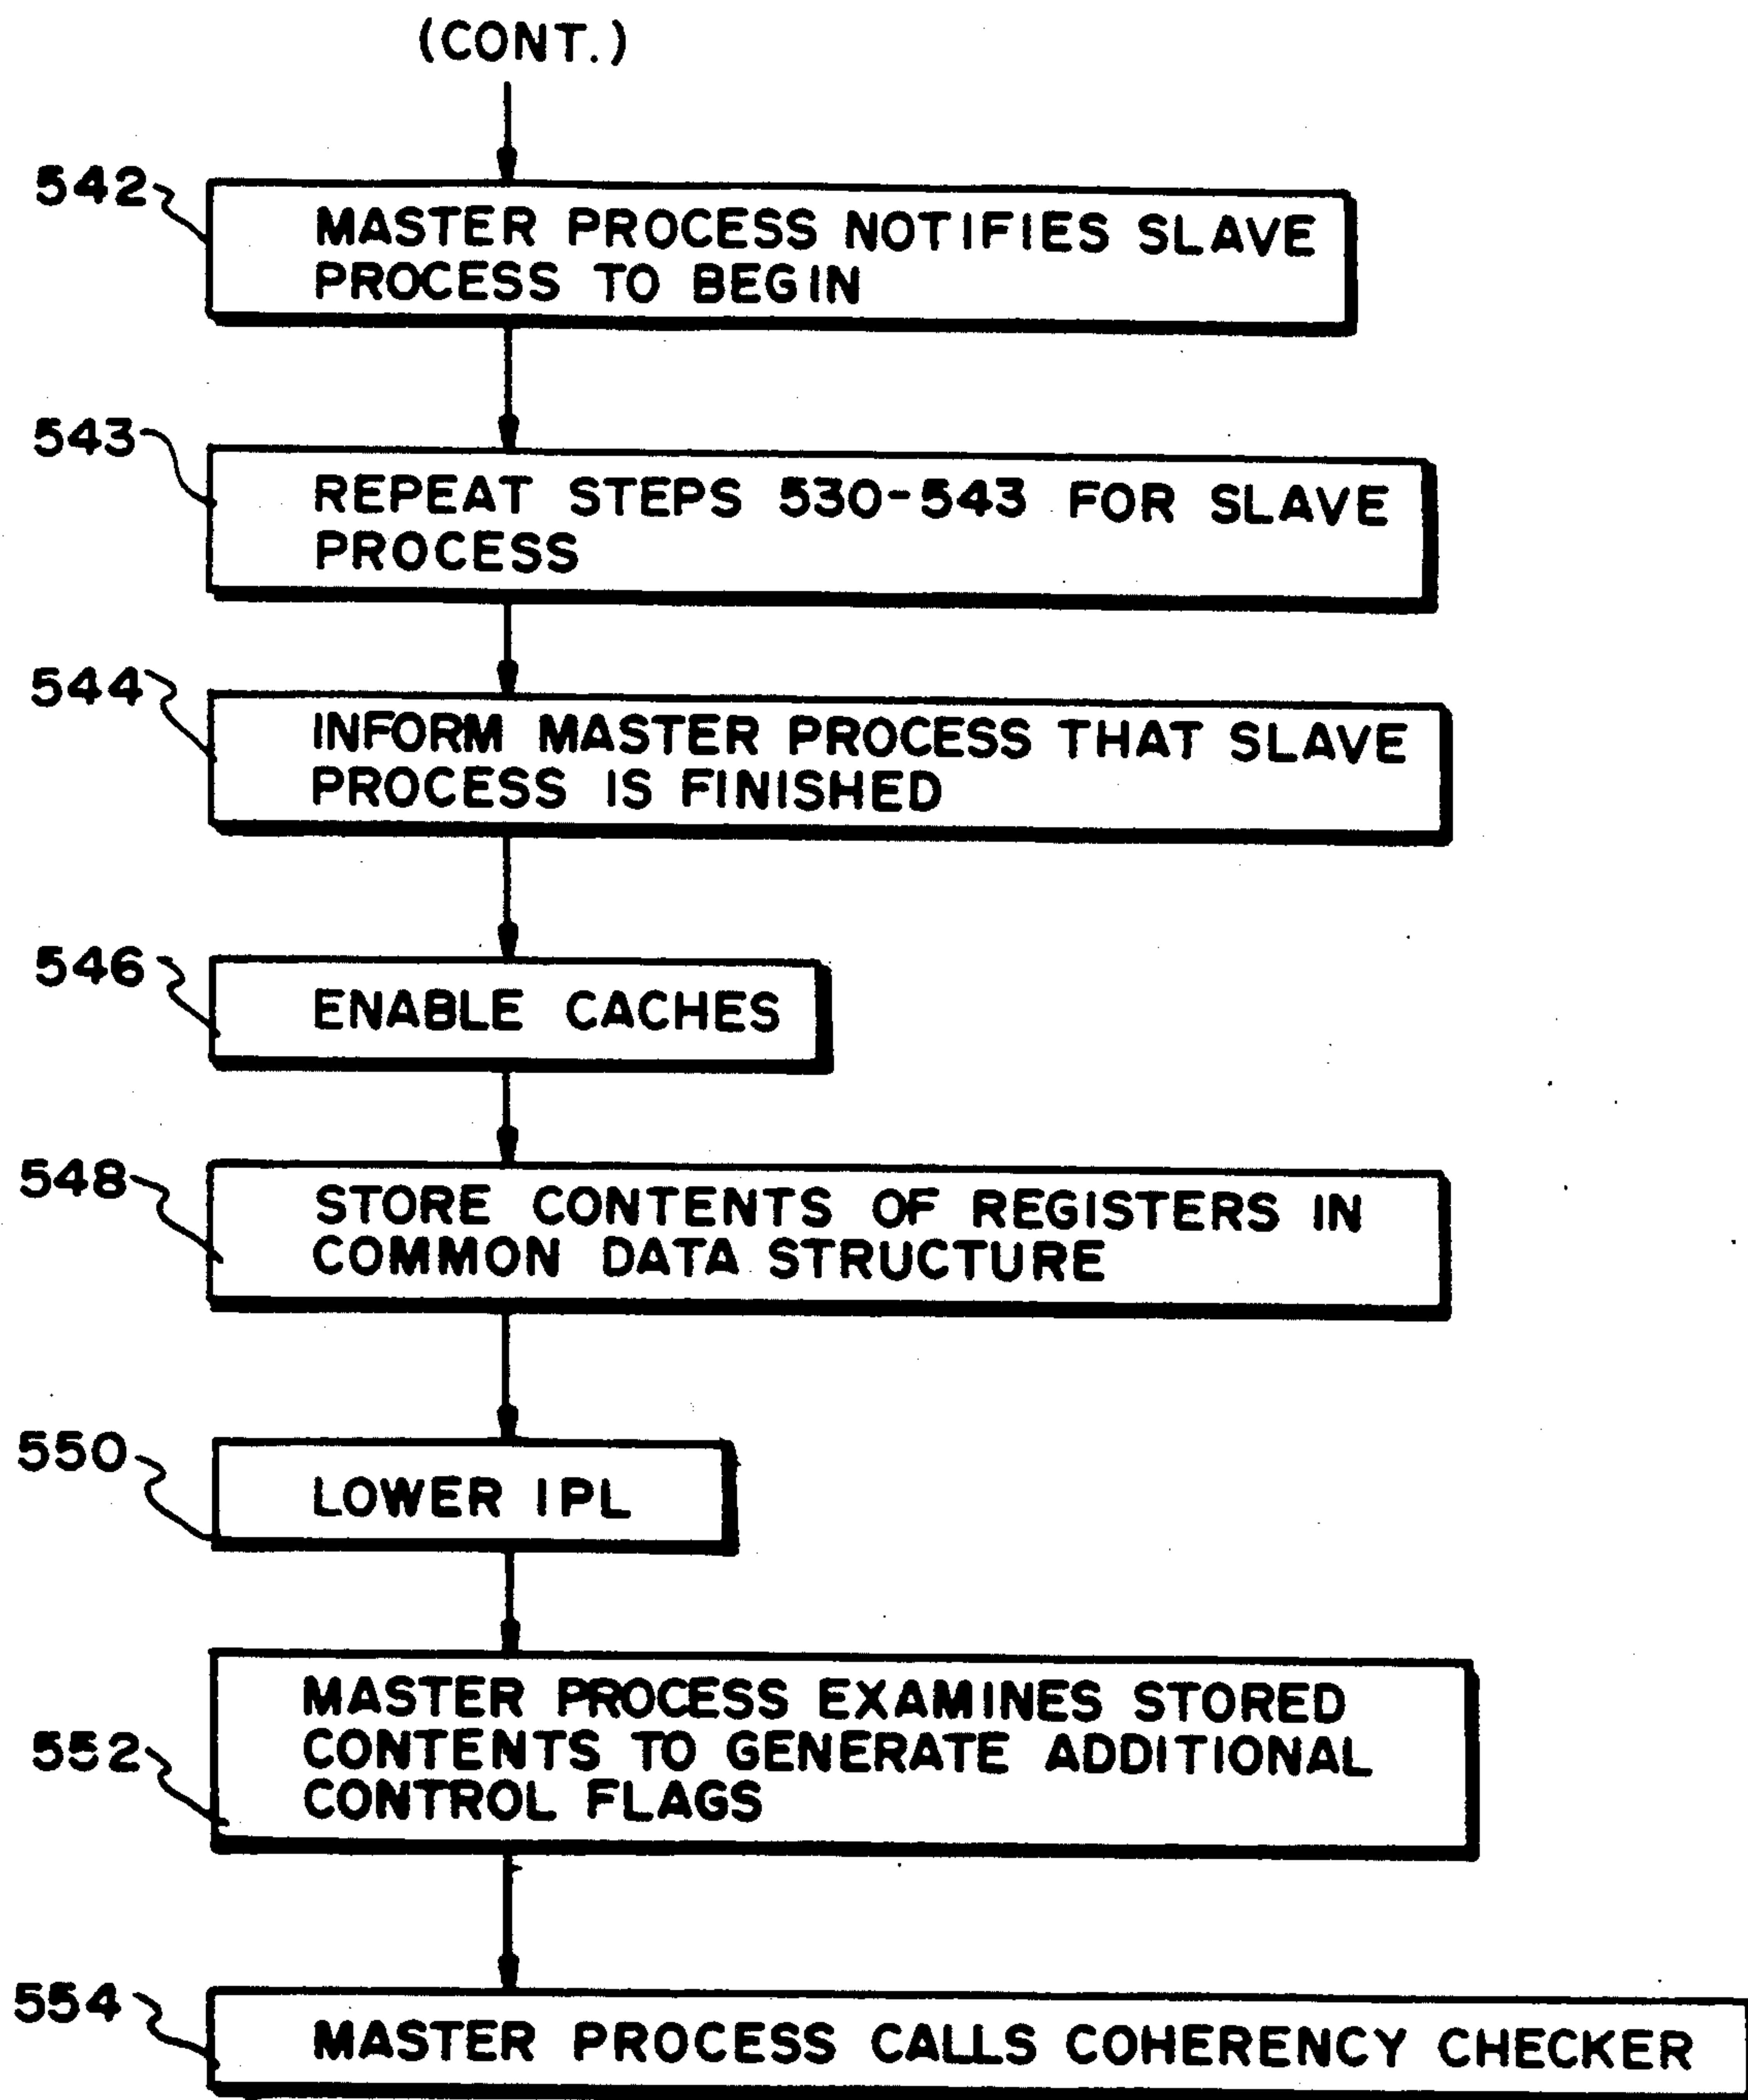 (CONT.)
542
MASTER PROCESS NOTIFIES SLAVE
PROCESS TO BEGIN
543
REPEAT STEPS 530-543 FOR SLAVE
PROCESS
544
INFORM MASTER PROCESS THAT SLAVE
PROCESS IS FINISHED
546
ENABLE CACHES
548
STORE CONTENTS OF REGISTERS IN
COMMON DATA STRUCTURE
550
LOWER IPL
552
MASTER PROCESS EXAMINES STORED
CONTENTS TO GENERATE ADDITIONAL
CONTROL FLAGS
554
MASTER PROCESS CALLS COHERENCY CHECKER